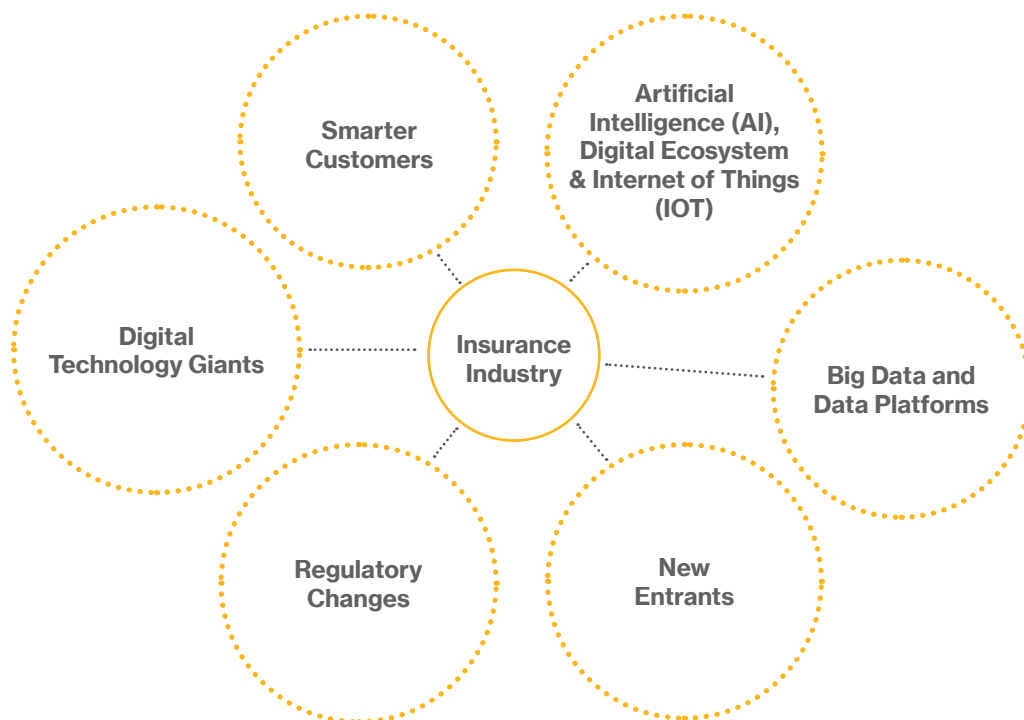 Smarter
Customers
Artificial
Intelligence (AI),
Digital Ecosystem
& Internet of Things
(IOT)
Digital
Technology Giants
Insurance
Industry
Big Data and
Data Platforms
Regulatory
Changes
New
Entrants